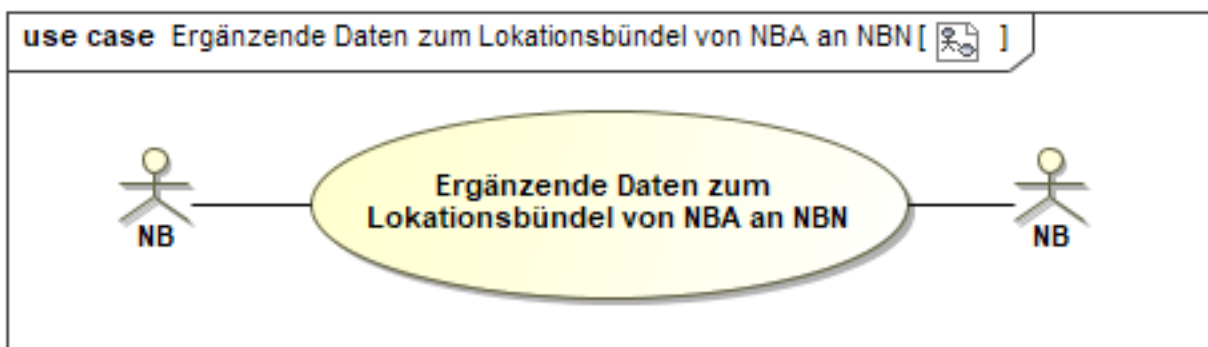 use case Ergänzende Daten zum Lokationsbündel von NBA an NBN [ ]
Ergänzende Daten zum
Lokationsbündel von NBA an NBN
NB
NB